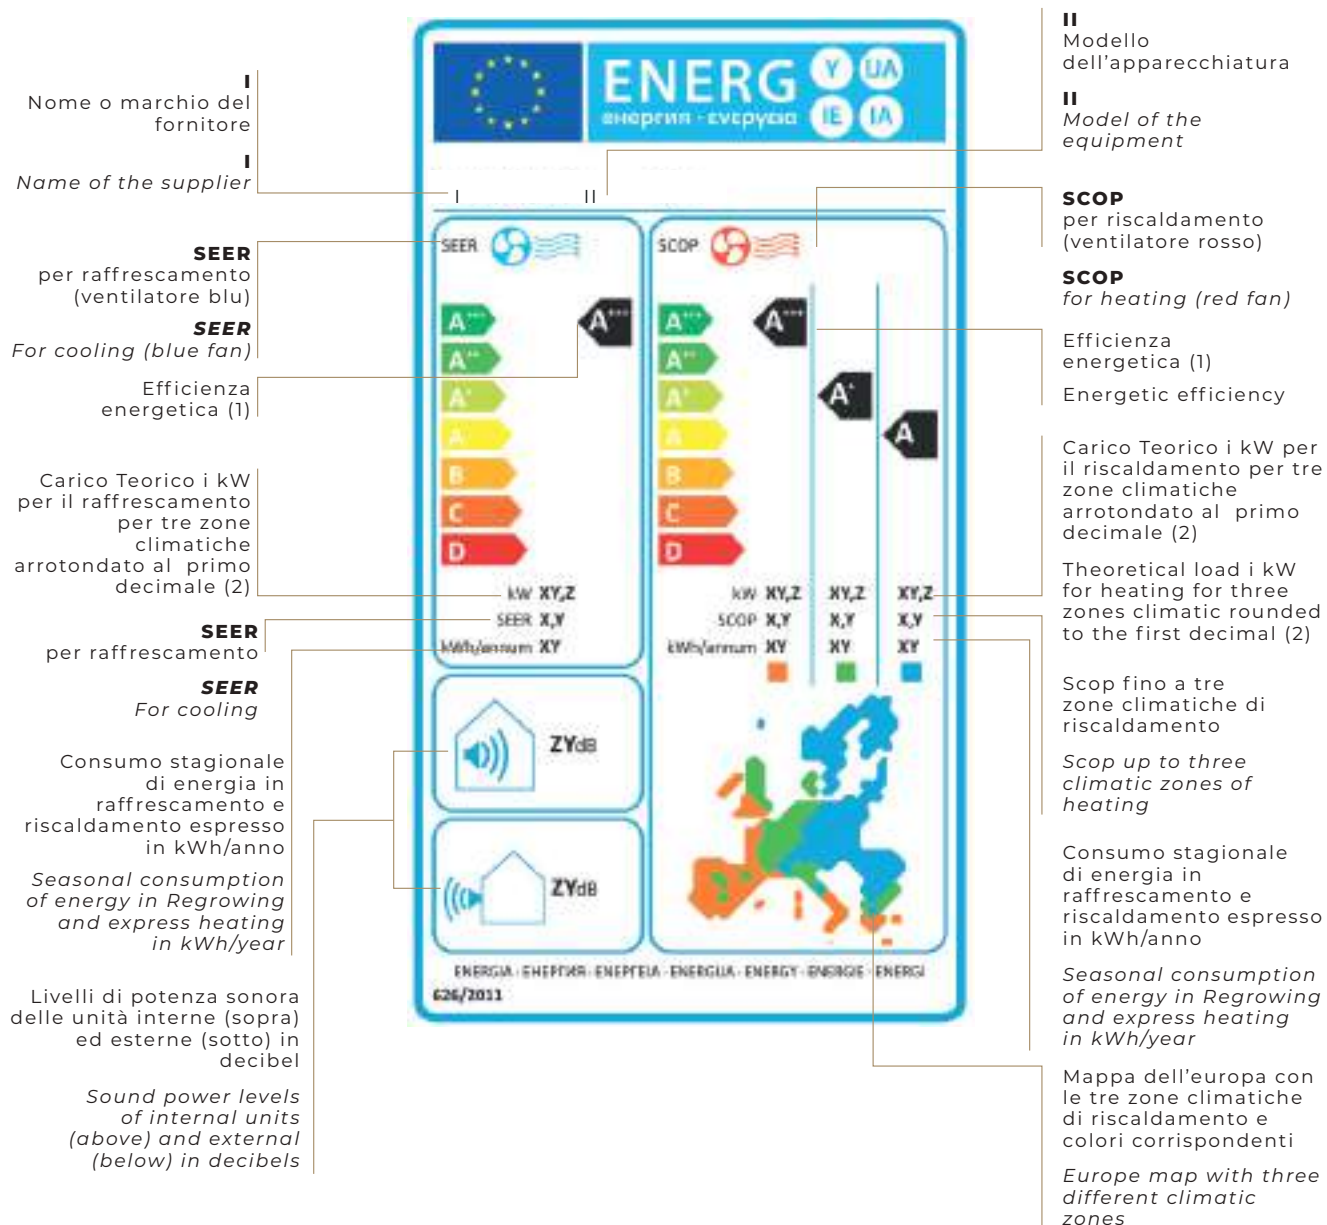 I
Nome o marchio del
fornitore
I
Name of the supplier
SEER
per raffrescamento
(ventilatore blu)
SEER
For cooling (blue fan)
Efficienza
energetica (1)
Carico Teorico i kW
per il raffrescamento
per tre zone
climatiche
arrotondato al primo
decimale (2)
SEER
per raffrescamento
SEER
For cooling
Consumo stagionale
di energia in
raffrescamento e
riscaldamento espresso
in kWh/anno
Seasonal consumption
of energy in Regrowing
and express heating
in kWh/year
Livelli di potenza sonora
delle unità interne (sopra)
ed esterne (sotto) in
decibel
Sound power levels
of internal units
(above) and external
(below) in decibels
ENERG Y UA
енергия · ενεργεια IE IA
I II
SEER
A+++ A+++
A++
A+
A
B
C
D
kW XY,Z
SEER X,Y
kWh/annum XY
SCOP
A+++ A+++
A++
A+ A+
A A
B
C
D
kW XY,Z XY,Z XY,Z
SCOP X,Y X,Y X,Y
kWh/annum XY XY XY
ZYdB
ZYdB
ENERGIA · ЕНЕРГИЯ · ΕΝΕΡΓΕΙΑ · ENERGIJA · ENERGY · ENERGIE · ENERGI
626/2011
II
Modello
dell'apparecchiatura
II
Model of the
equipment
SCOP
per riscaldamento
(ventilatore rosso)
SCOP
for heating (red fan)
Efficienza
energetica (1)
Energetic efficiency
Carico Teorico i kW per
il riscaldamento per tre
zone climatiche
arrotondato al primo
decimale (2)
Theoretical load i kW
for heating for three
zones climatic rounded
to the first decimal (2)
Scop fino a tre
zone climatiche di
riscaldamento
Scop up to three
climatic zones of
heating
Consumo stagionale
di energia in
raffrescamento e
riscaldamento espresso
in kWh/anno
Seasonal consumption
of energy in Regrowing
and express heating
in kWh/year
Mappa dell'europa con
le tre zone climatiche
di riscaldamento e
colori corrispondenti
Europe map with three
different climatic
zones